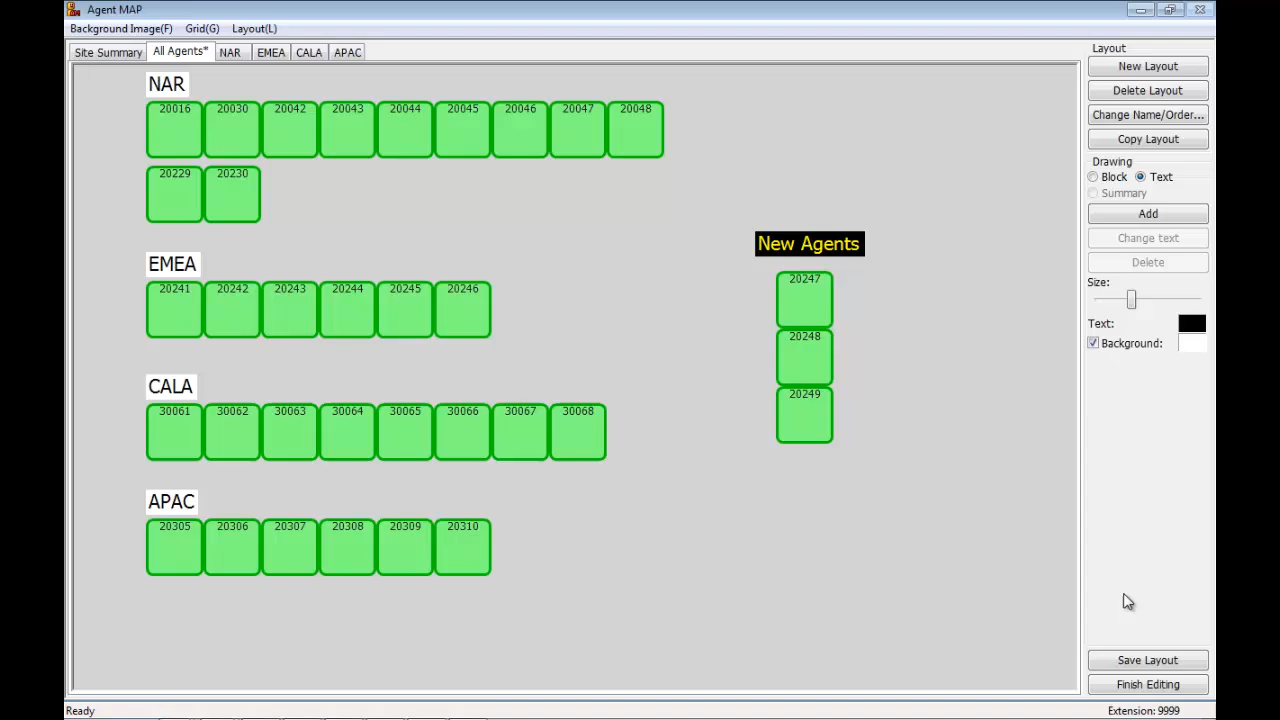 Agent MAP
Background Image(F) Grid(G) Layout(L)
Site Summary All Agents* NAR EMEA CALA APAC
NAR
20016 20030 20042 20043 20044 20045 20046 20047 20048
20229 20230
EMEA
20241 20242 20243 20244 20245 20246
CALA
30061 30062 30063 30064 30065 30066 30067 30068
APAC
20305 20306 20307 20308 20309 20310
New Agents
20247
20248
20249
Layout
New Layout
Delete Layout
Change Name/Order...
Copy Layout
Drawing
Block Text
Summary
Add
Change text
Delete
Size:
Text:
Background:
Save Layout
Finish Editing
Ready
Extension: 9999